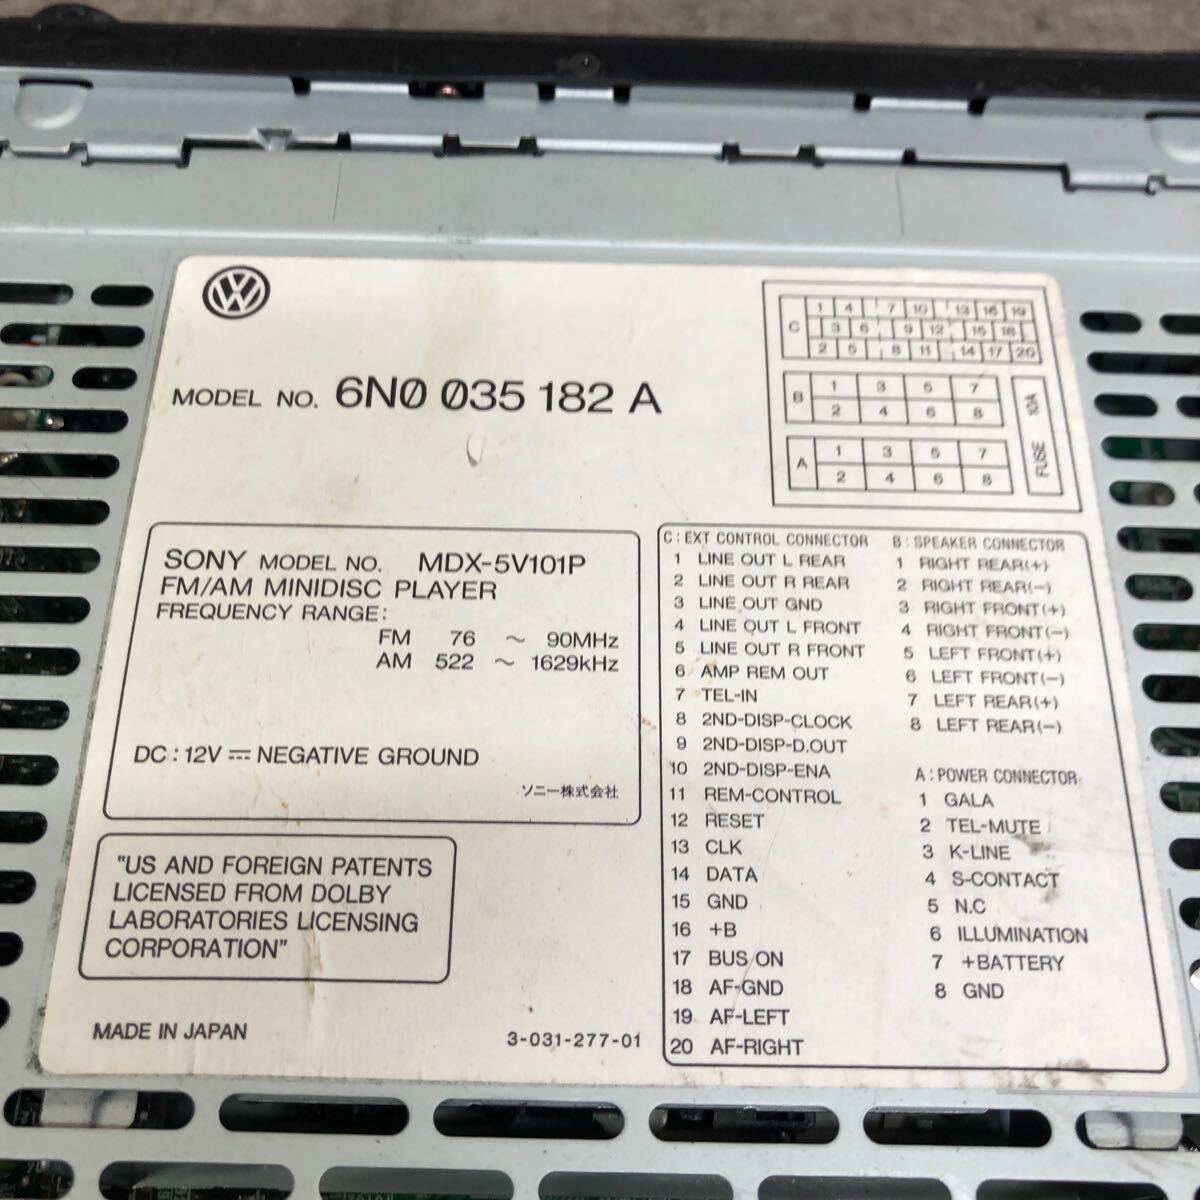 VW
MODEL NO. 6N0 035 182 A
C
1 4 7 10 13 16 19
3 6 9 12 15 18
2 5 8 11 14 17 20
B
1 3 5 7
2 4 6 8
A
1 3 5 7
2 4 6 8
FUSE 10A
SONY MODEL NO. MDX-5V101P
FM/AM MINIDISC PLAYER
FREQUENCY RANGE:
FM 76 ~ 90MHz
AM 522 ~ 1629kHz
DC : 12V ⎓ NEGATIVE GROUND
ソニー株式会社
"US AND FOREIGN PATENTS
LICENSED FROM DOLBY
LABORATORIES LICENSING
CORPORATION"
MADE IN JAPAN
3-031-277-01
C : EXT CONTROL CONNECTOR
1 LINE OUT L REAR
2 LINE OUT R REAR
3 LINE OUT GND
4 LINE OUT L FRONT
5 LINE OUT R FRONT
6 AMP REM OUT
7 TEL-IN
8 2ND-DISP-CLOCK
9 2ND-DISP-D.OUT
10 2ND-DISP-ENA
11 REM-CONTROL
12 RESET
13 CLK
14 DATA
15 GND
16 +B
17 BUS ON
18 AF-GND
19 AF-LEFT
20 AF-RIGHT
B : SPEAKER CONNECTOR
1 RIGHT REAR(+)
2 RIGHT REAR(-)
3 RIGHT FRONT(+)
4 RIGHT FRONT(-)
5 LEFT FRONT(+)
6 LEFT FRONT(-)
7 LEFT REAR(+)
8 LEFT REAR(-)
A : POWER CONNECTOR
1 GALA
2 TEL-MUTE
3 K-LINE
4 S-CONTACT
5 N.C
6 ILLUMINATION
7 +BATTERY
8 GND